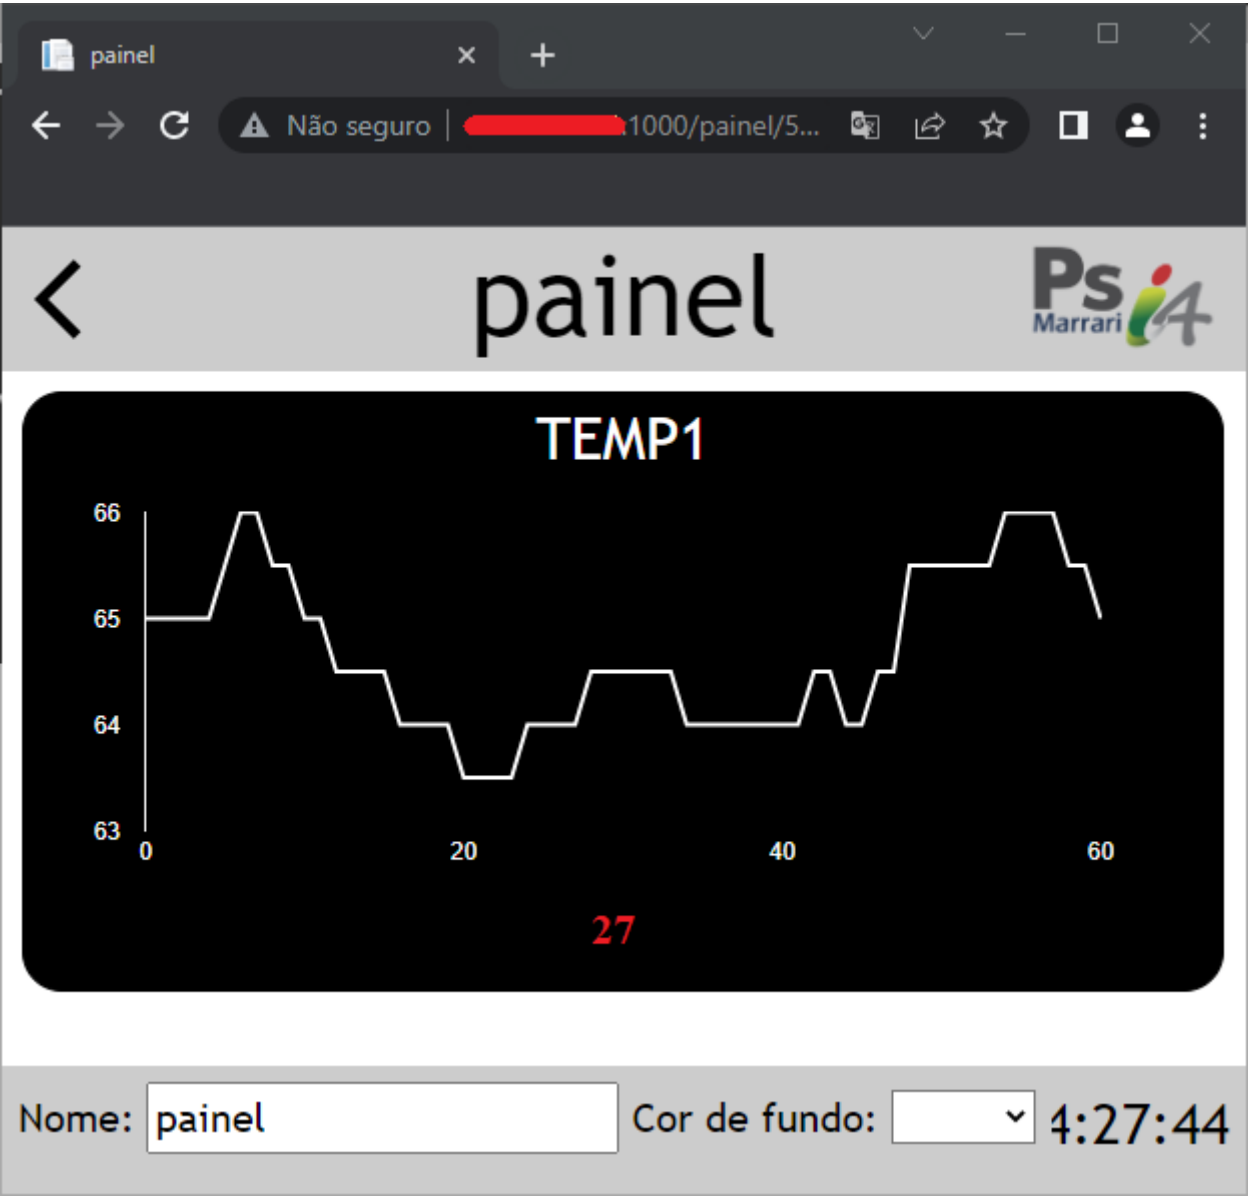 painel
Não seguro
:1000/painel/5...
painel
Ps iA
Marrari
TEMP1
66
65
64
63
0 20 40 60
27
Nome: painel Cor de fundo: 4:27:44